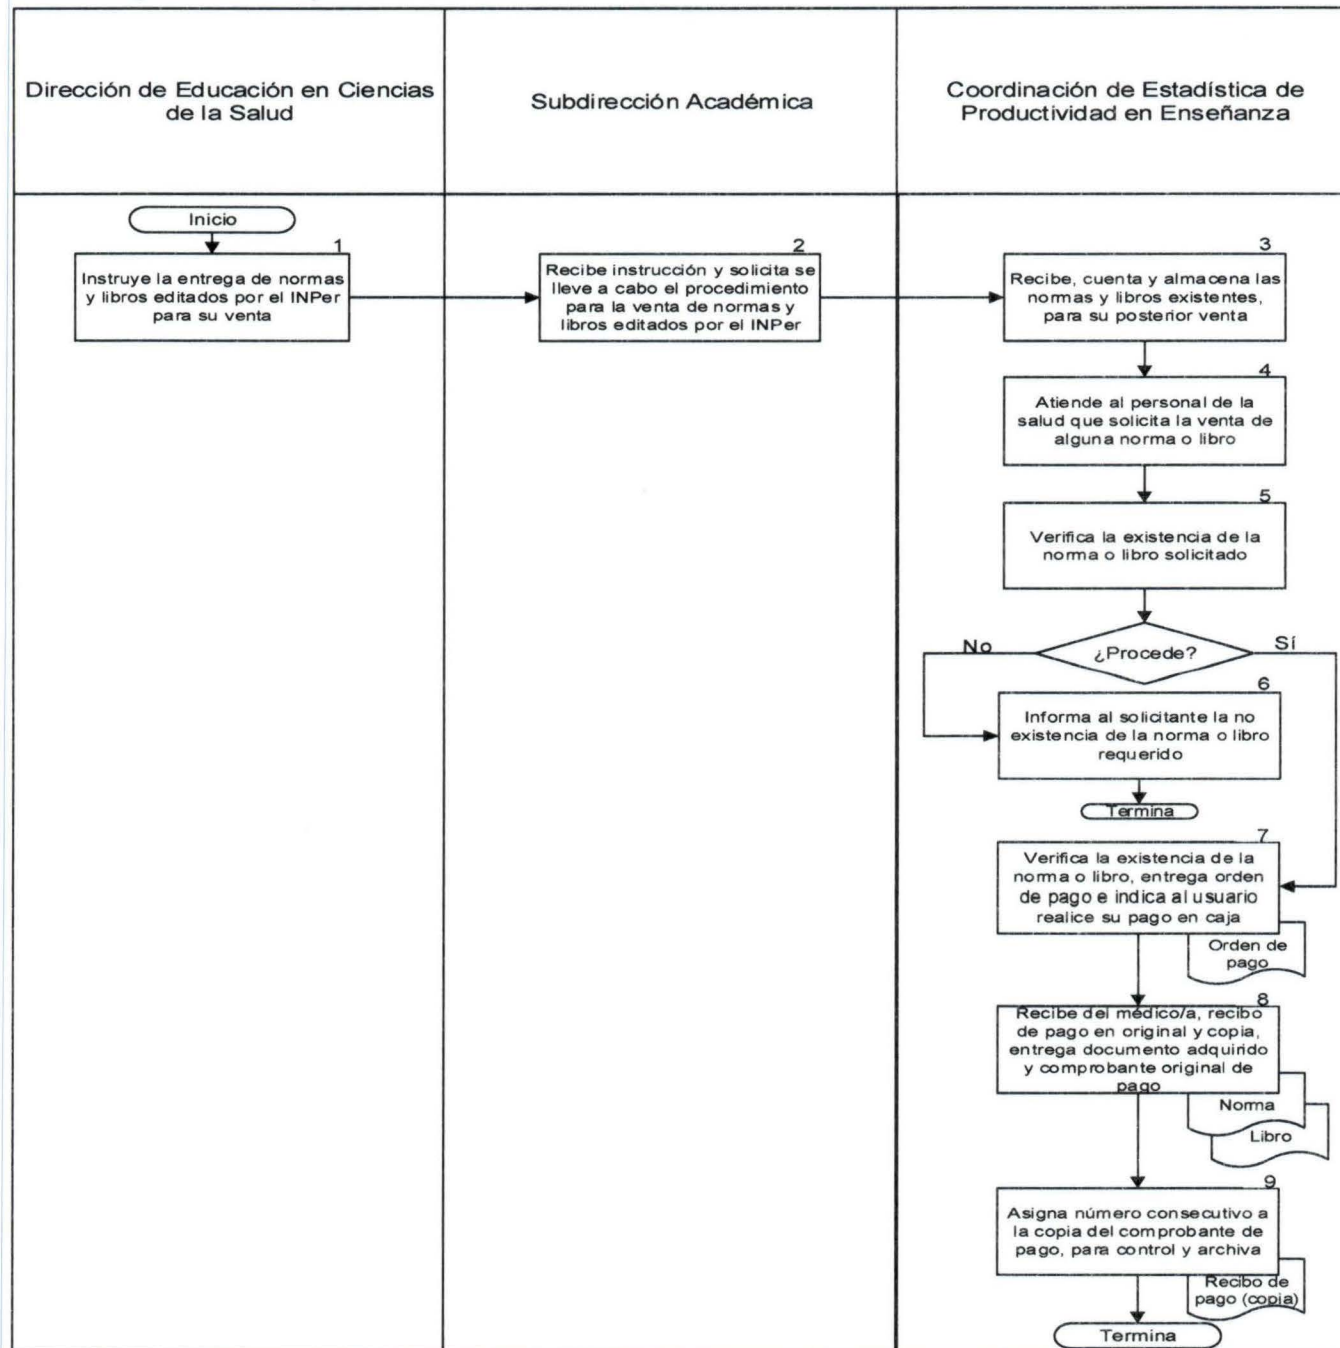 Dirección de Educación en Ciencias
de la Salud
Subdirección Académica
Coordinación de Estadística de
Productividad en Enseñanza
Inicio
1
Instruye la entrega de normas
y libros editados por el INPer
para su venta
2
Recibe instrucción y solicita se
lleve a cabo el procedimiento
para la venta de normas y
libros editados por el INPer
3
Recibe, cuenta y almacena las
normas y libros existentes,
para su posterior venta
4
Atiende al personal de la
salud que solicita la venta de
alguna norma o libro
5
Verifica la existencia de la
norma o libro solicitado
No
¿Procede?
Sí
6
Informa al solicitante la no
existencia de la norma o libro
requerido
Termina
7
Verifica la existencia de la
norma o libro, entrega orden
de pago e indica al usuario
realice su pago en caja
Orden de
pago
8
Recibe del médico/a, recibo
de pago en original y copia,
entrega documento adquirido
y comprobante original de
pago
Norma
Libro
9
Asigna número consecutivo a
la copia del comprobante de
pago, para control y archiva
Recibo de
pago (copia)
Termina